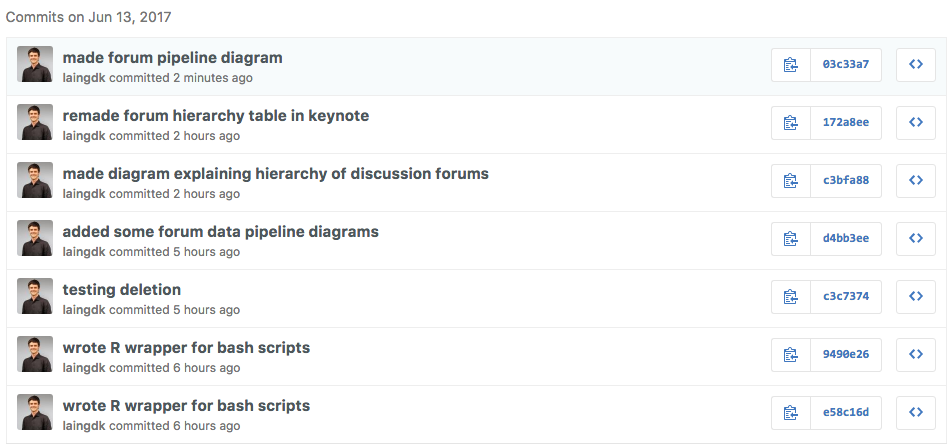 Commits on Jun 13, 2017
made forum pipeline diagram
laingdk committed 2 minutes ago
03c33a7
remade forum hierarchy table in keynote
laingdk committed 2 hours ago
172a8ee
made diagram explaining hierarchy of discussion forums
laingdk committed 2 hours ago
c3bfa88
added some forum data pipeline diagrams
laingdk committed 5 hours ago
d4bb3ee
testing deletion
laingdk committed 5 hours ago
c3c7374
wrote R wrapper for bash scripts
laingdk committed 6 hours ago
9490e26
wrote R wrapper for bash scripts
laingdk committed 6 hours ago
e58c16d